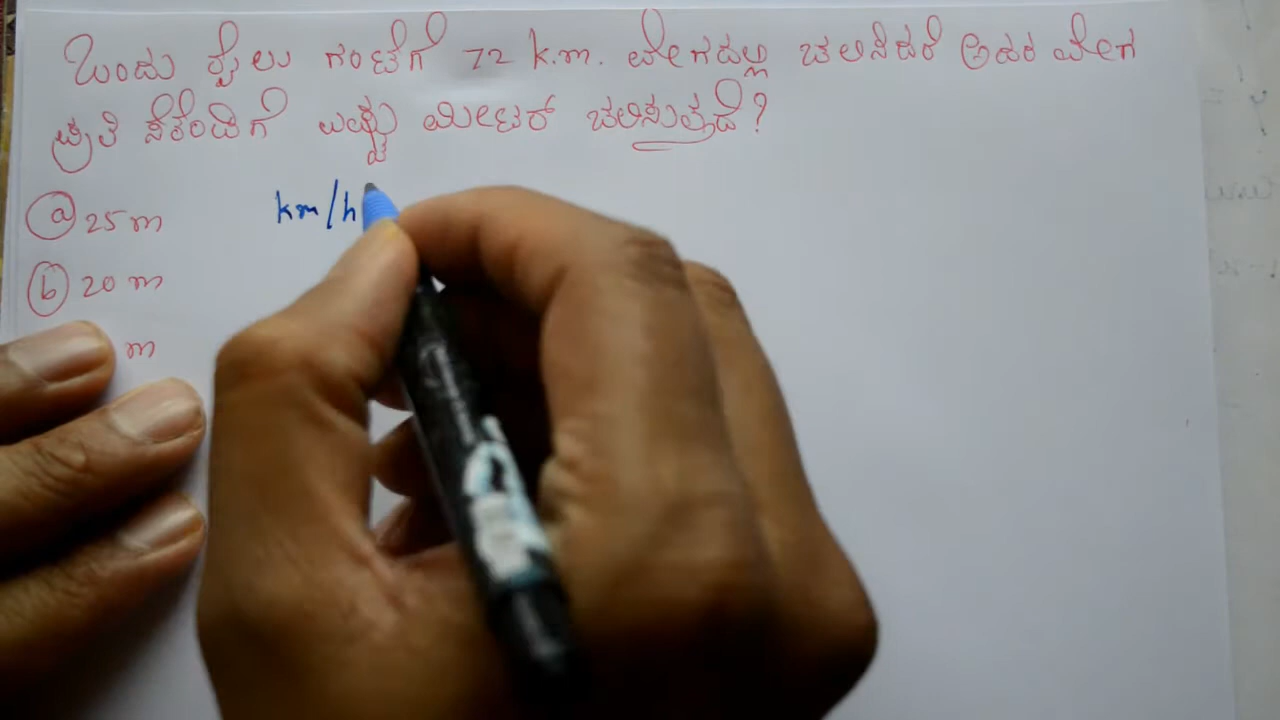 ಒಂದು ರೈಲು ಗಂಟೆಗೆ 72 k.m. ವೇಗದಲ್ಲಿ ಚಲಿಸಿದರೆ ಅದರ ವೇಗ
ಪ್ರತಿ ಸೆಕೆಂಡಿಗೆ ಎಷ್ಟು ಮೀಟರ್ ಚಲಿಸುತ್ತದೆ?
a 25 m
km/h
b 20 m
m